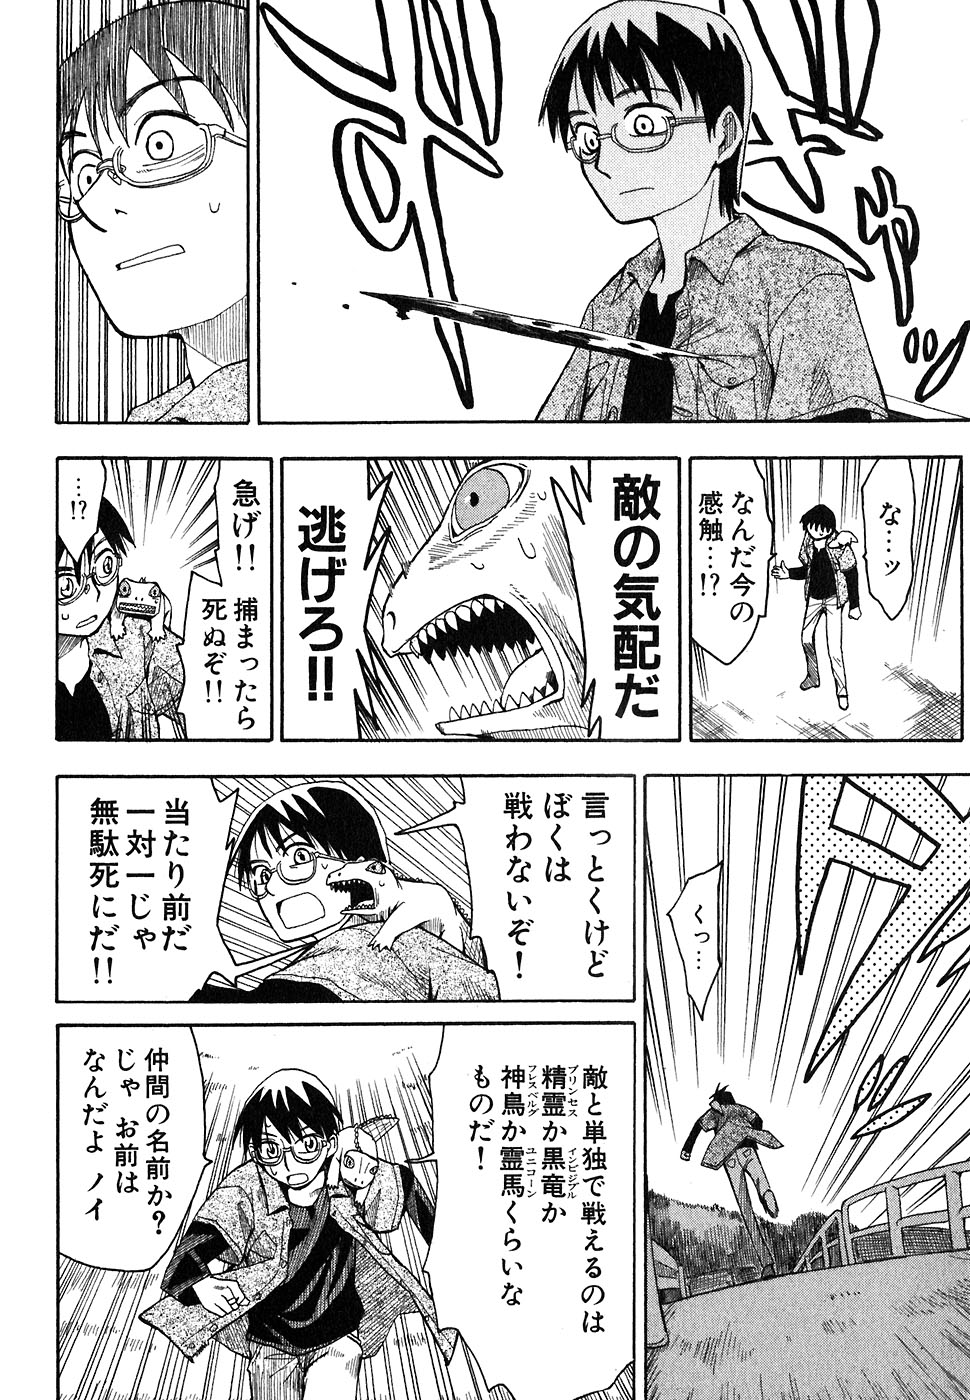 な…ッ
なんだ今の
感触…!?
敵の気配だ
逃げろ!!
急げ!!
捕まったら
死ぬぞ!!
…!?
くっ…
言っとくけど
ぼくは
戦わないぞ!
当たり前だ
一対一じゃ
無駄死にだ!!
敵と単独で戦えるのは
精霊か黒竜か
プリンセス
インビジブル
神鳥か霊馬くらいな
フレスベルグ
ユニコーン
ものだ!
仲間の名前か?
じゃ お前は
なんだよ ノイ